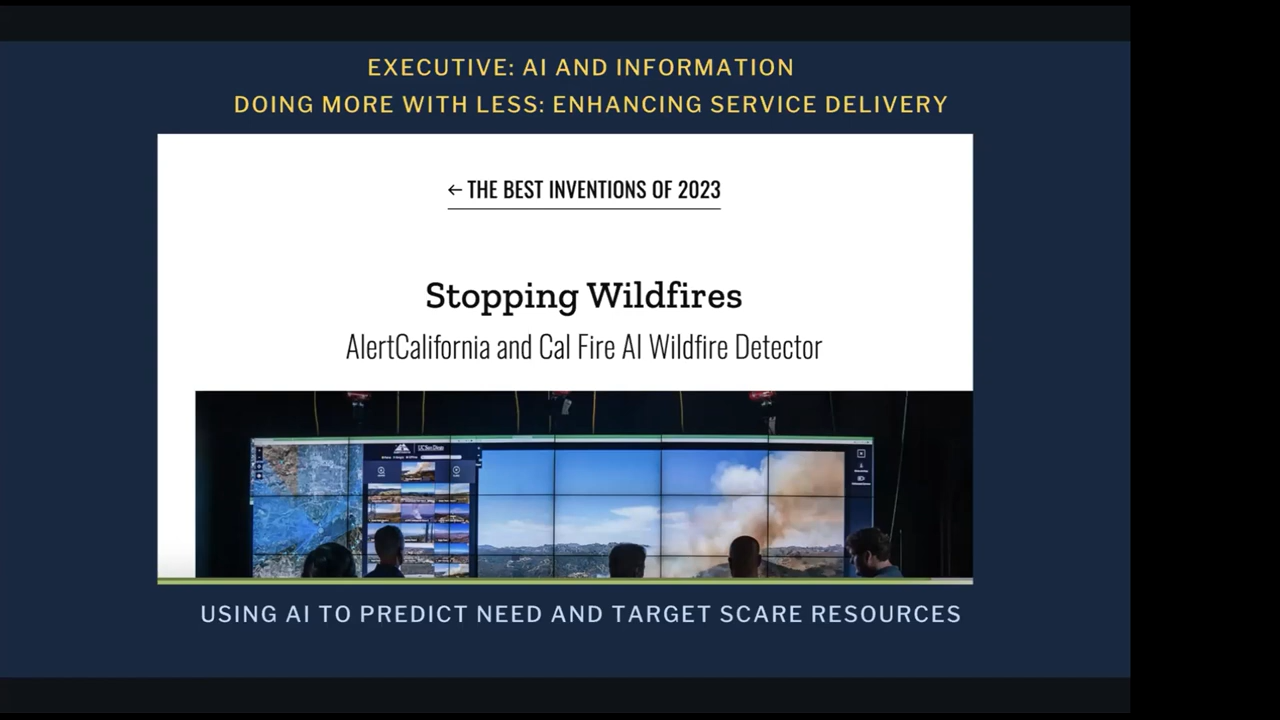 EXECUTIVE: AI AND INFORMATION
DOING MORE WITH LESS: ENHANCING SERVICE DELIVERY
← THE BEST INVENTIONS OF 2023
Stopping Wildfires
AlertCalifornia and Cal Fire AI Wildfire Detector
UC San Diego
USING AI TO PREDICT NEED AND TARGET SCARE RESOURCES